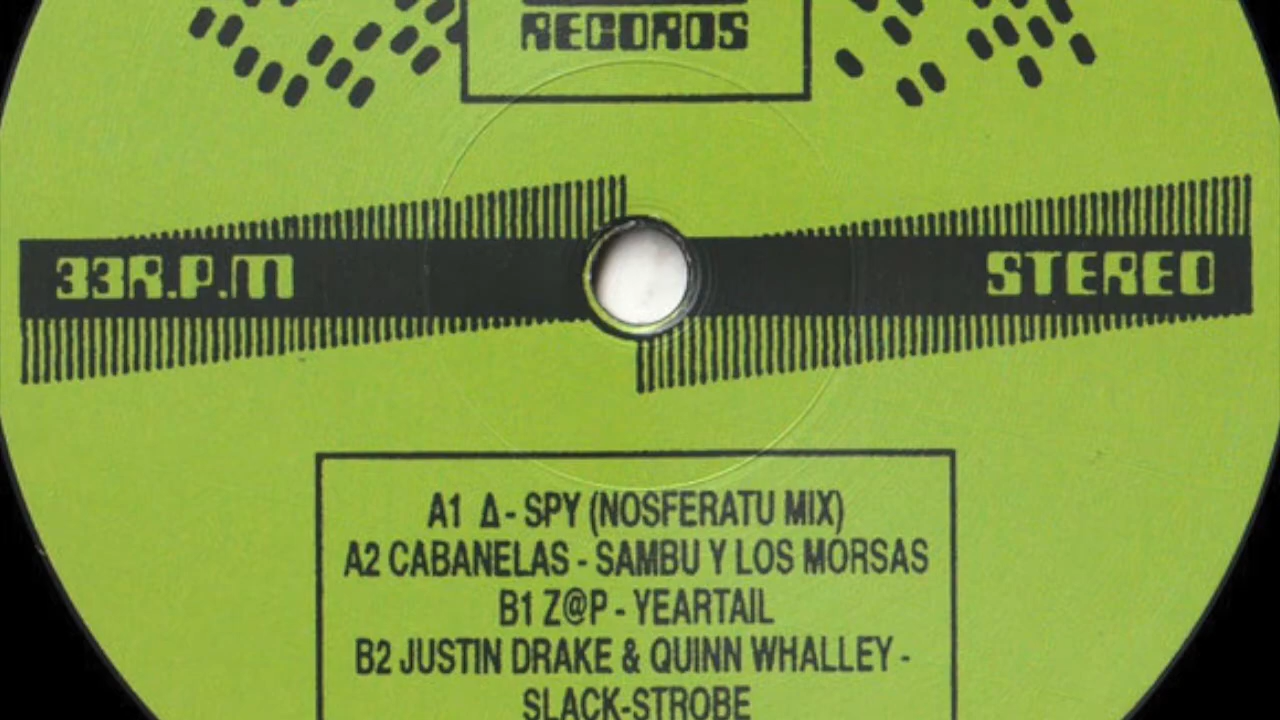 RECORDS
33R.P.M
STEREO
A1 Δ - SPY (NOSFERATU MIX)
A2 CABANELAS - SAMBU Y LOS MORSAS
B1 Z@P - YEARTAIL
B2 JUSTIN DRAKE & QUINN WHALLEY -
SLACK-STROBE